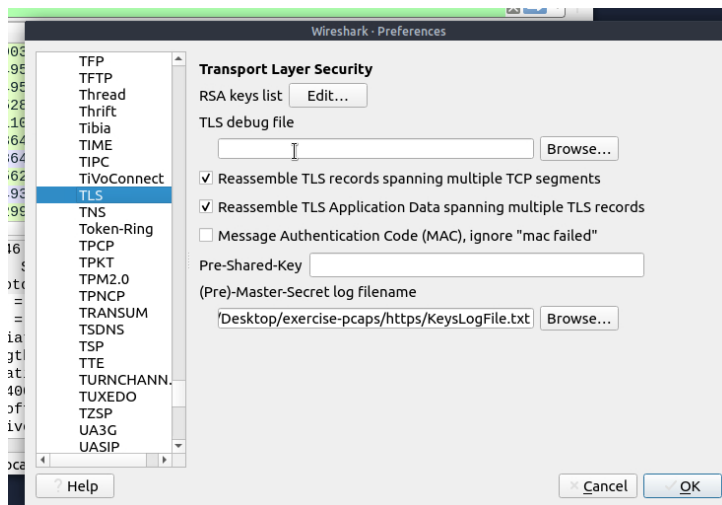 Wireshark · Preferences
TFP
TFTP
Thread
Thrift
Tibia
TIME
TIPC
TiVoConnect
TLS
TNS
Token-Ring
TPCP
TPKT
TPM2.0
TPNCP
TRANSUM
TSDNS
TSP
TTE
TURNCHANN.
TUXEDO
TZSP
UA3G
UASIP
Transport Layer Security
RSA keys list Edit…
TLS debug file
Browse…
Reassemble TLS records spanning multiple TCP segments
Reassemble TLS Application Data spanning multiple TLS records
Message Authentication Code (MAC), ignore "mac failed"
Pre-Shared-Key
(Pre)-Master-Secret log filename
/Desktop/exercise-pcaps/https/KeysLogFile.txt Browse…
Help
Cancel OK